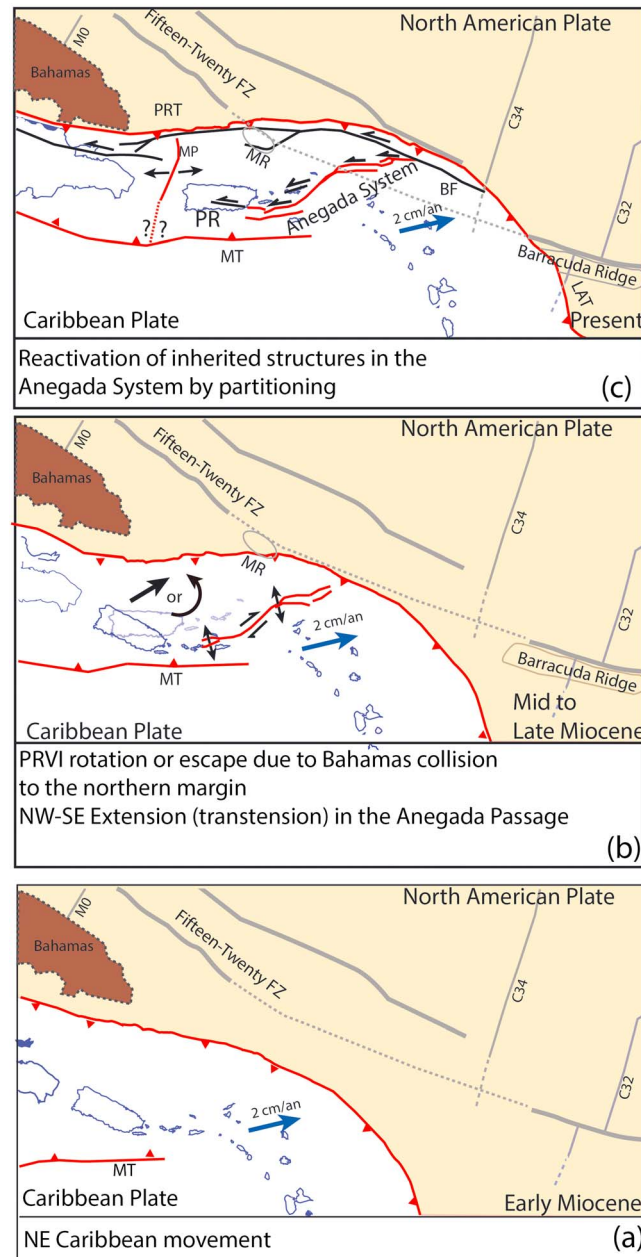 North American Plate
M0
Fifteen-Twenty FZ
Bahamas
PRT
C34
MP
MR
Anegada System
BF
C32
PR
? ?
2 cm/an
MT
Barracuda Ridge
LAT
Caribbean Plate
Present
Reactivation of inherited structures in the
Anegada System by partitioning
(c)
North American Plate
M0
Fifteen-Twenty FZ
Bahamas
C34
MR
or
C32
2 cm/an
MT
Barracuda Ridge
Mid to
Late Miocene
Caribbean Plate
PRVI rotation or escape due to Bahamas collision
to the northern margin
NW-SE Extension (transtension) in the Anegada Passage
(b)
North American Plate
M0
Fifteen-Twenty FZ
Bahamas
C34
C32
2 cm/an
MT
Caribbean Plate
Early Miocene
NE Caribbean movement
(a)